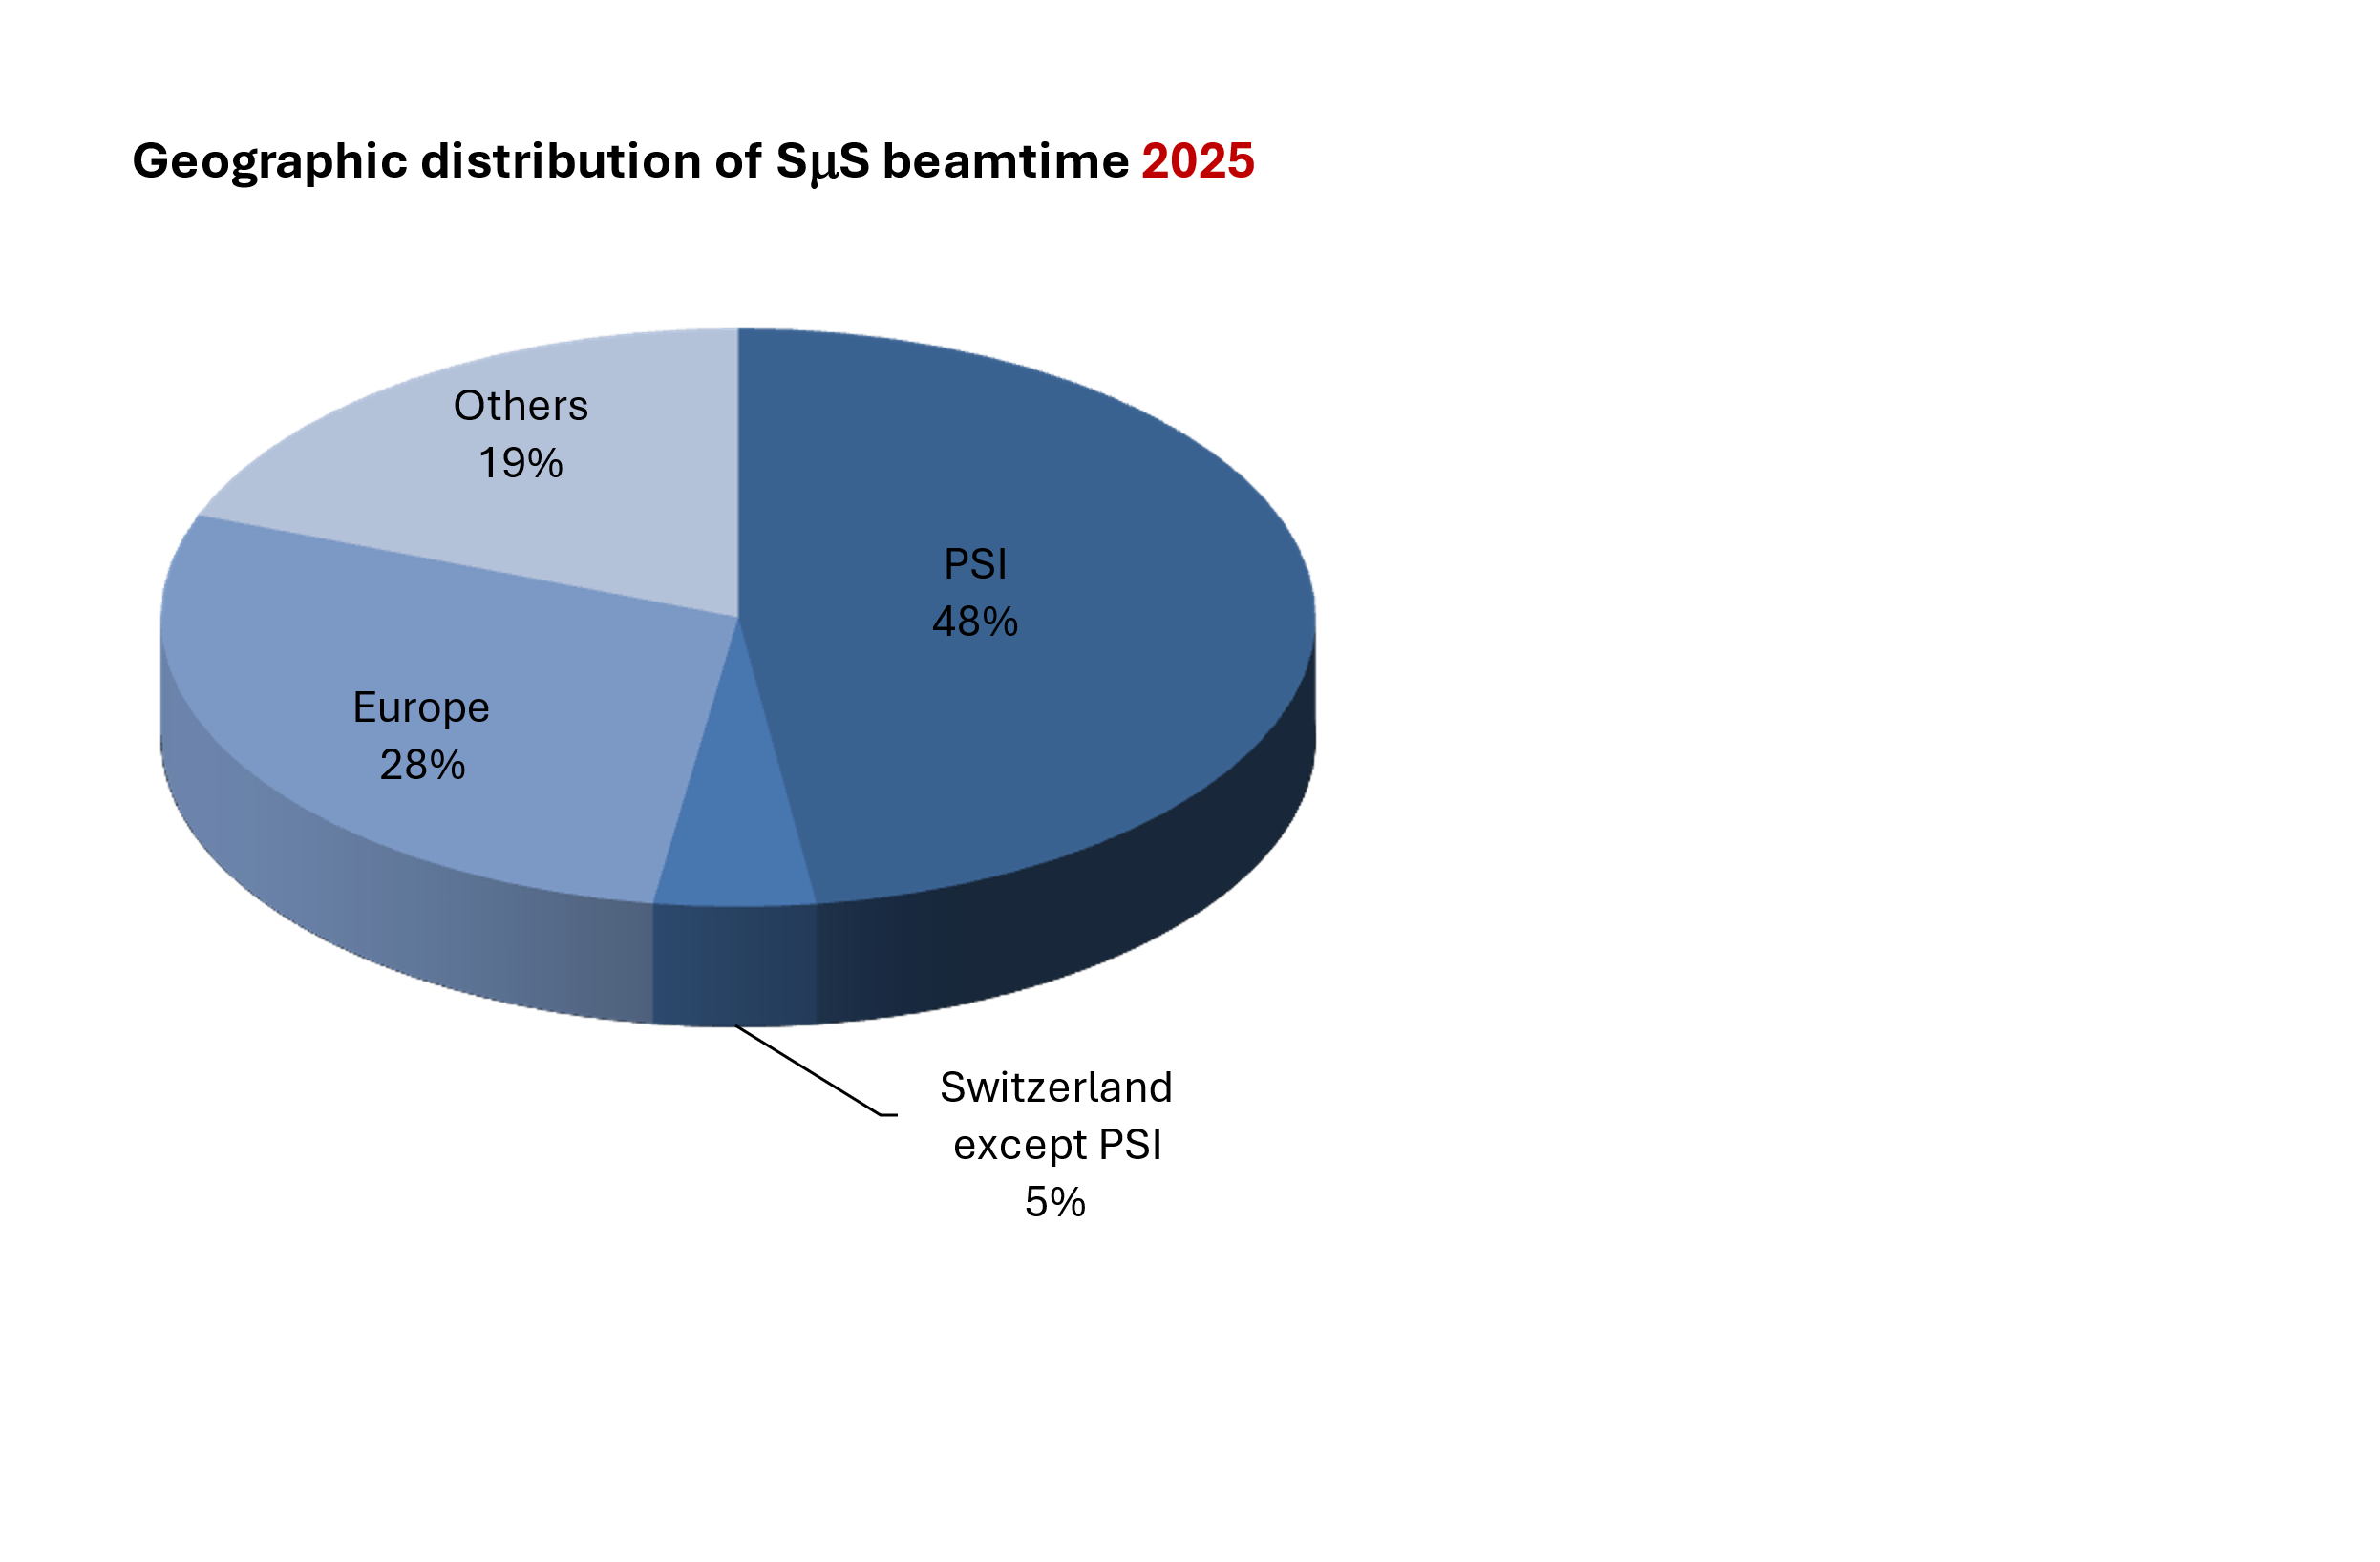 Geographic distribution of SµS beamtime 2025
Others
19%
PSI
48%
Europe
28%
Switzerland
except PSI
5%